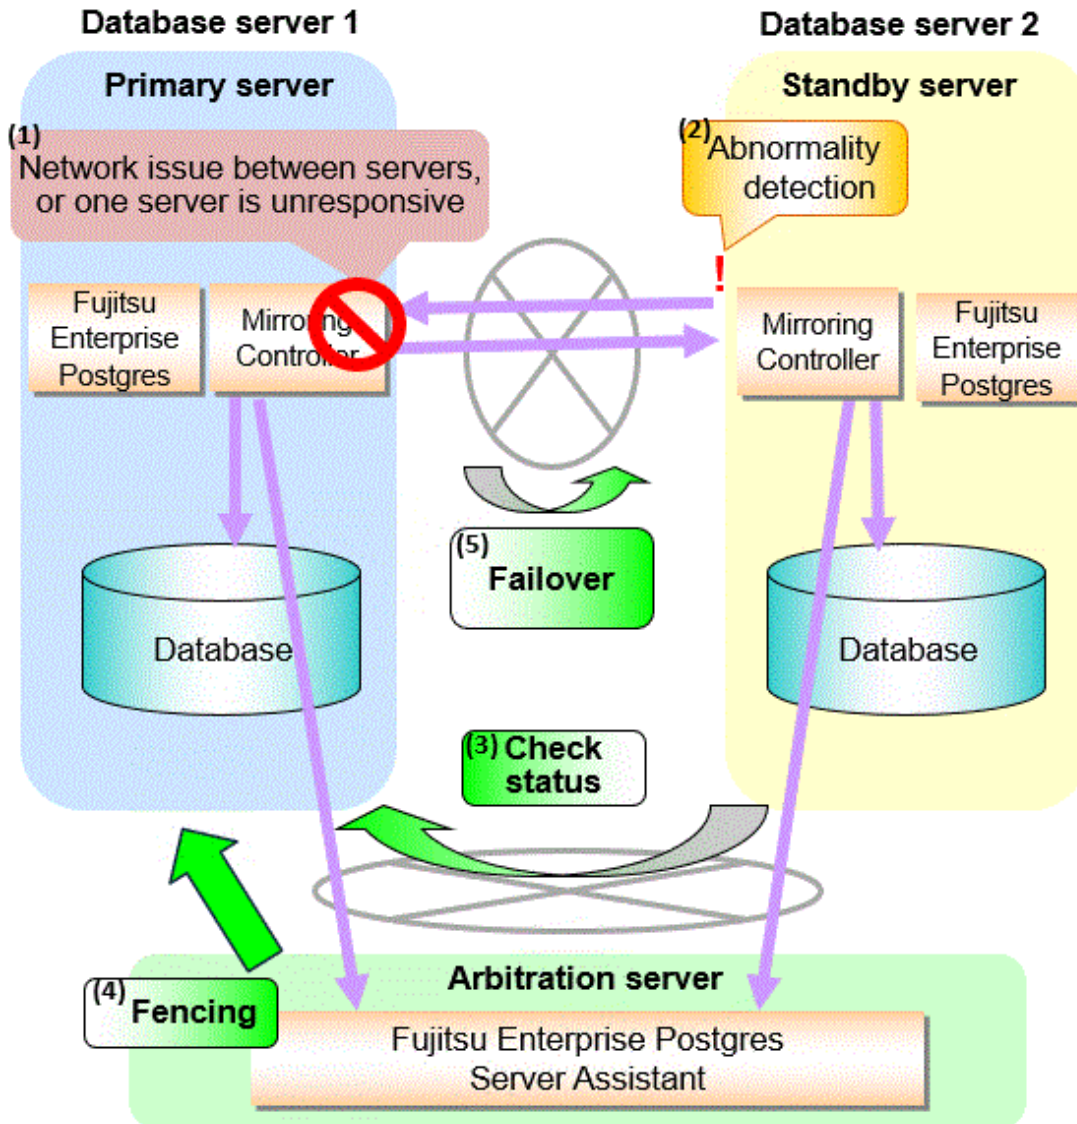 Database server 1
Database server 2
Primary server
Standby server
(1)
Network issue between servers,
or one server is unresponsive
(2) Abnormality
detection
!
Fujitsu
Enterprise
Postgres
Mirroring
Controller
Mirroring
Controller
Fujitsu
Enterprise
Postgres
(5)
Failover
Database
Database
(3) Check
status
(4)
Fencing
Arbitration server
Fujitsu Enterprise Postgres
Server Assistant